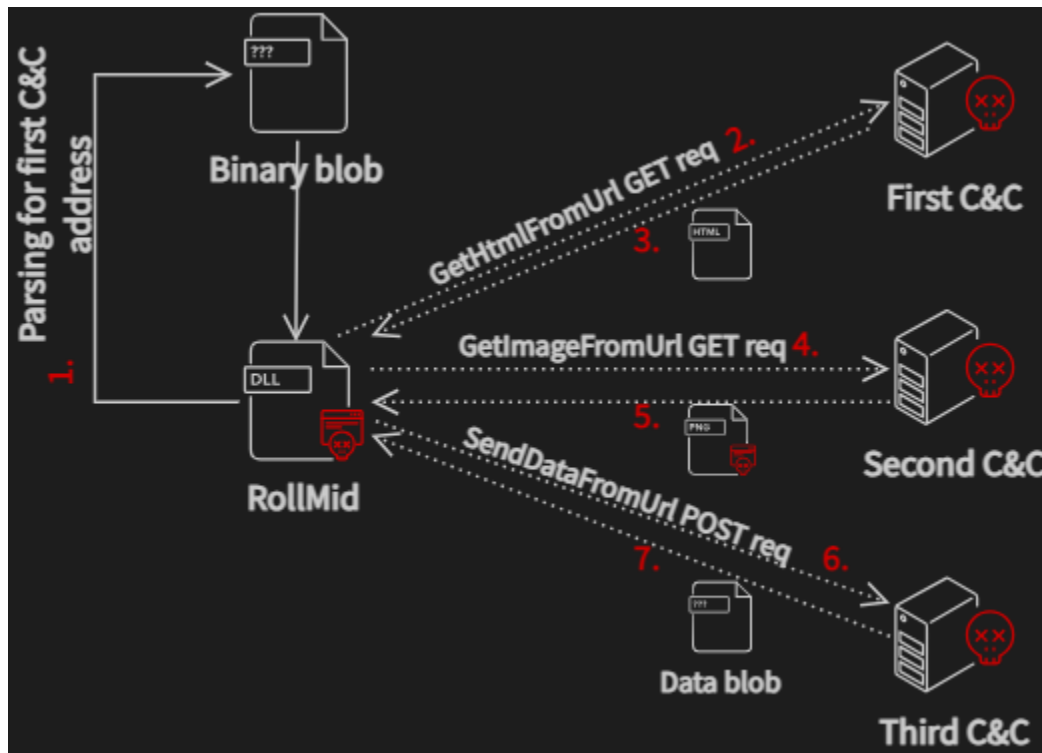 Parsing for first C&C
address
1.
???
Binary blob
GetHtmlFromUrl GET req 2.
3.
HTML
First C&C
GetImageFromUrl GET req 4.
DLL
5.
PNG
RollMid
Second C&C
SendDataFromUrl POST req 6.
7.
???
Data blob
Third C&C